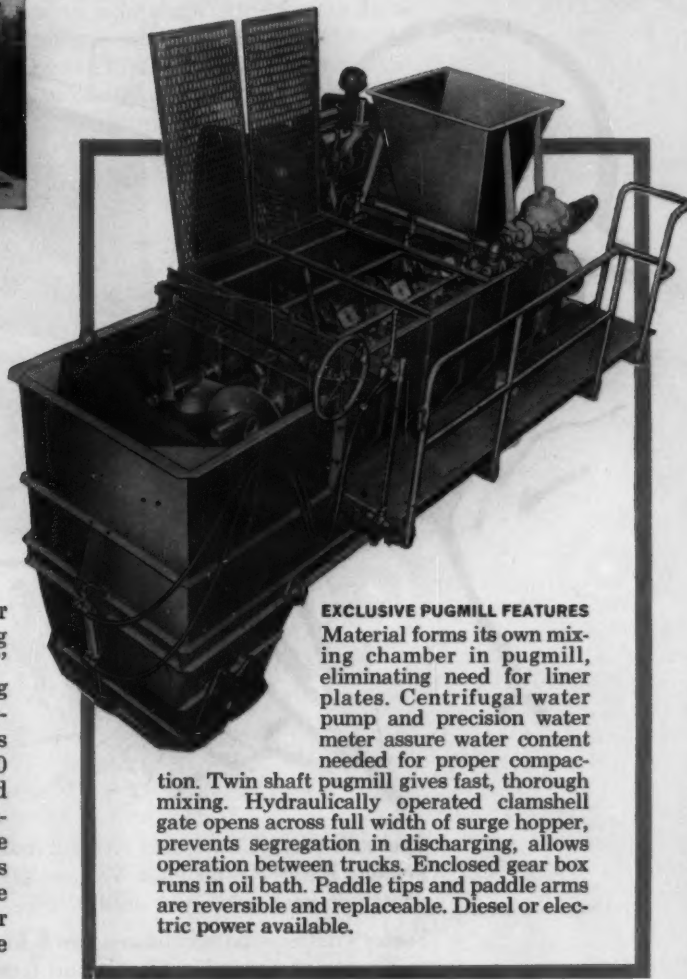 r
g
”
g
-
s
0
d
-
e
s
e
r
e
EXCLUSIVE PUGMILL FEATURES
Material forms its own mix-
ing chamber in pugmill,
eliminating need for liner
plates. Centrifugal water
pump and precision water
meter assure water content
needed for proper compac-
tion. Twin shaft pugmill gives fast, thorough
mixing. Hydraulically operated clamshell
gate opens across full width of surge hopper,
prevents segregation in discharging, allows
operation between trucks. Enclosed gear box
runs in oil bath. Paddle tips and paddle arms
are reversible and replaceable. Diesel or elec-
tric power available.